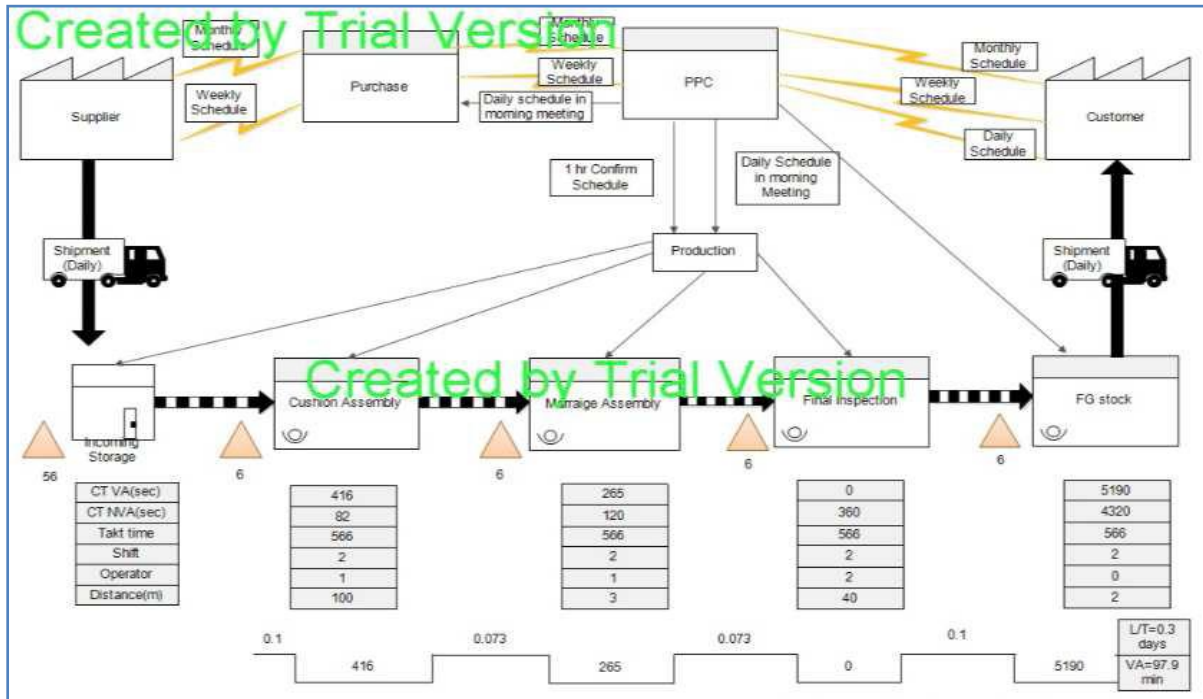 Created by Trial Version
Monthly
Schedule
Weekly
Schedule
Supplier
Purchase
Monthly
Schedule
Weekly
Schedule
Daily schedule in
morning meeting
PPC
Monthly
Schedule
Weekly
Schedule
Daily
Schedule
Customer
1 hr Confirm
Schedule
Daily Schedule
in morning
Meeting
Production
Shipment
(Daily)
Shipment
(Daily)
Created by Trial Version
Incoming
Storage
Cushion Assembly
Marraige Assembly
Final Inspection
FG stock
56
6
6
6
6
CT VA(sec) 416 265 0 5190
CT NVA(sec) 82 120 360 4320
Takt time 566 566 566 566
Shift 2 2 2 2
Operator 1 1 2 0
Distance(m) 100 3 40 2
0.1 0.073 0.073 0.1
416 265 0 5190
L/T=0.3
days
VA=97.9
min